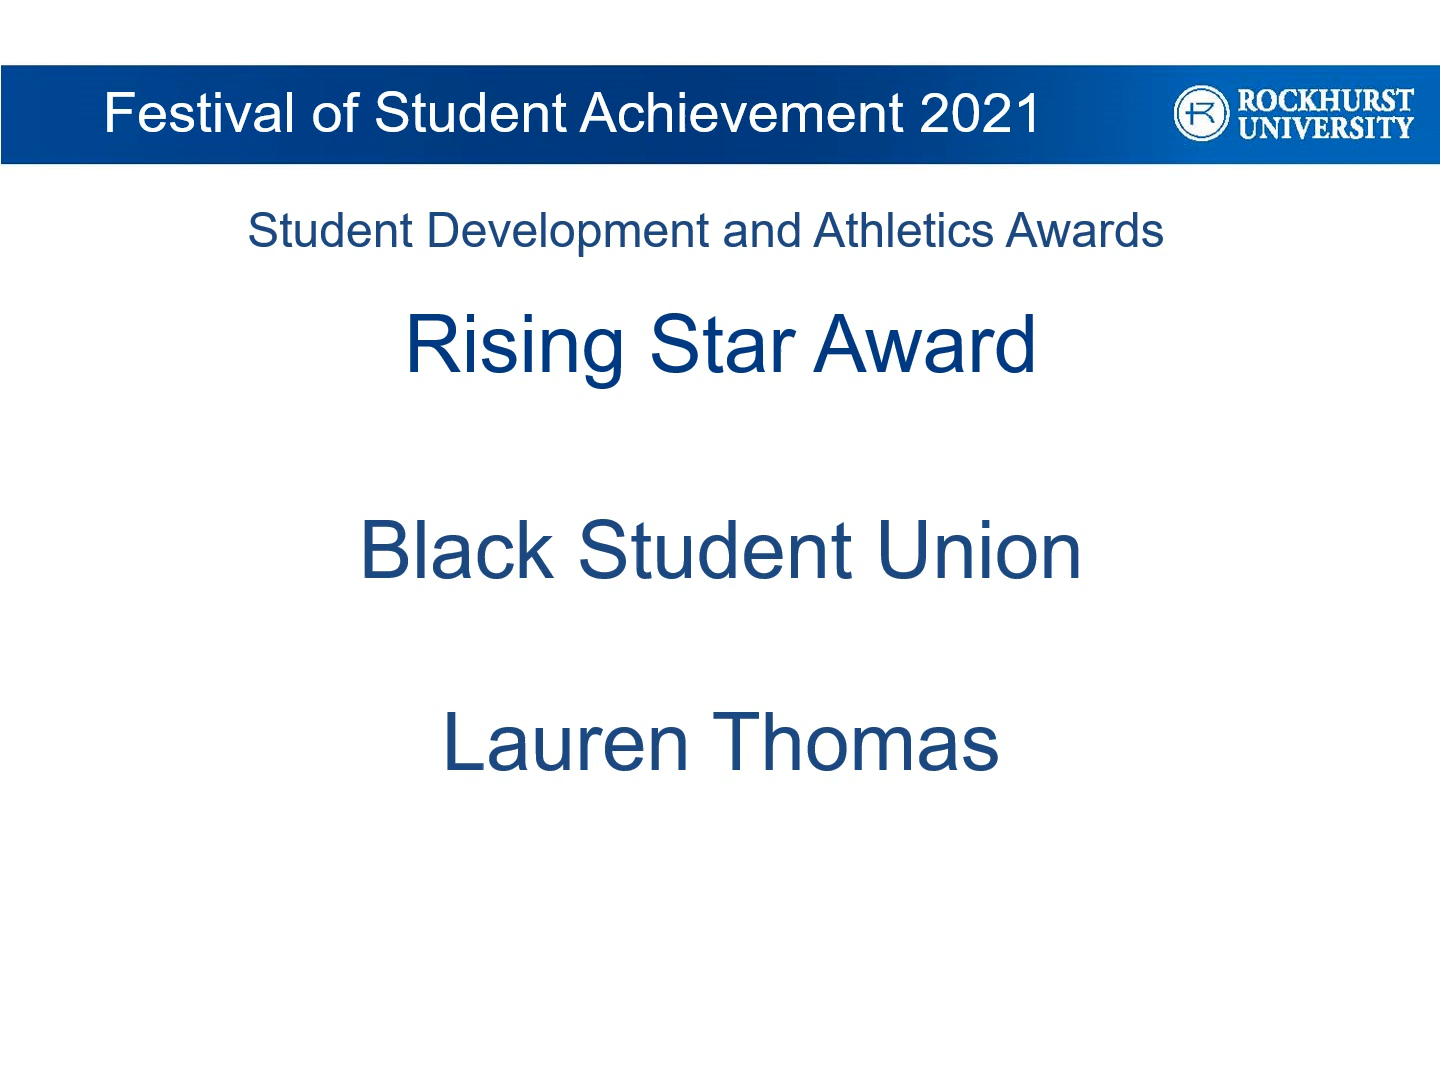 Festival of Student Achievement 2021
ROCKHURST
UNIVERSITY
Student Development and Athletics Awards
Rising Star Award
Black Student Union
Lauren Thomas